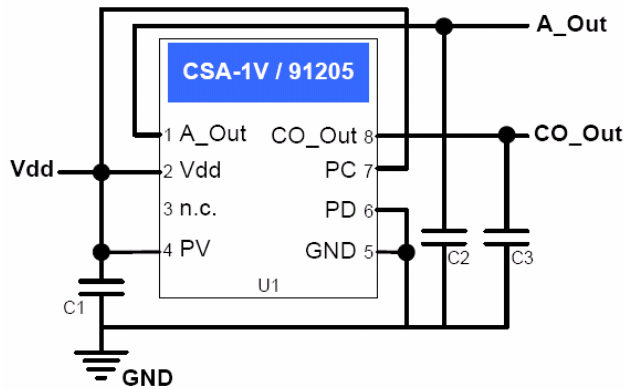 A_Out
CSA-1V / 91205
1 A_Out CO_Out 8
CO_Out
Vdd
2 Vdd PC 7
3 n.c. PD 6
4 PV GND 5
C2 C3
U1
C1
GND